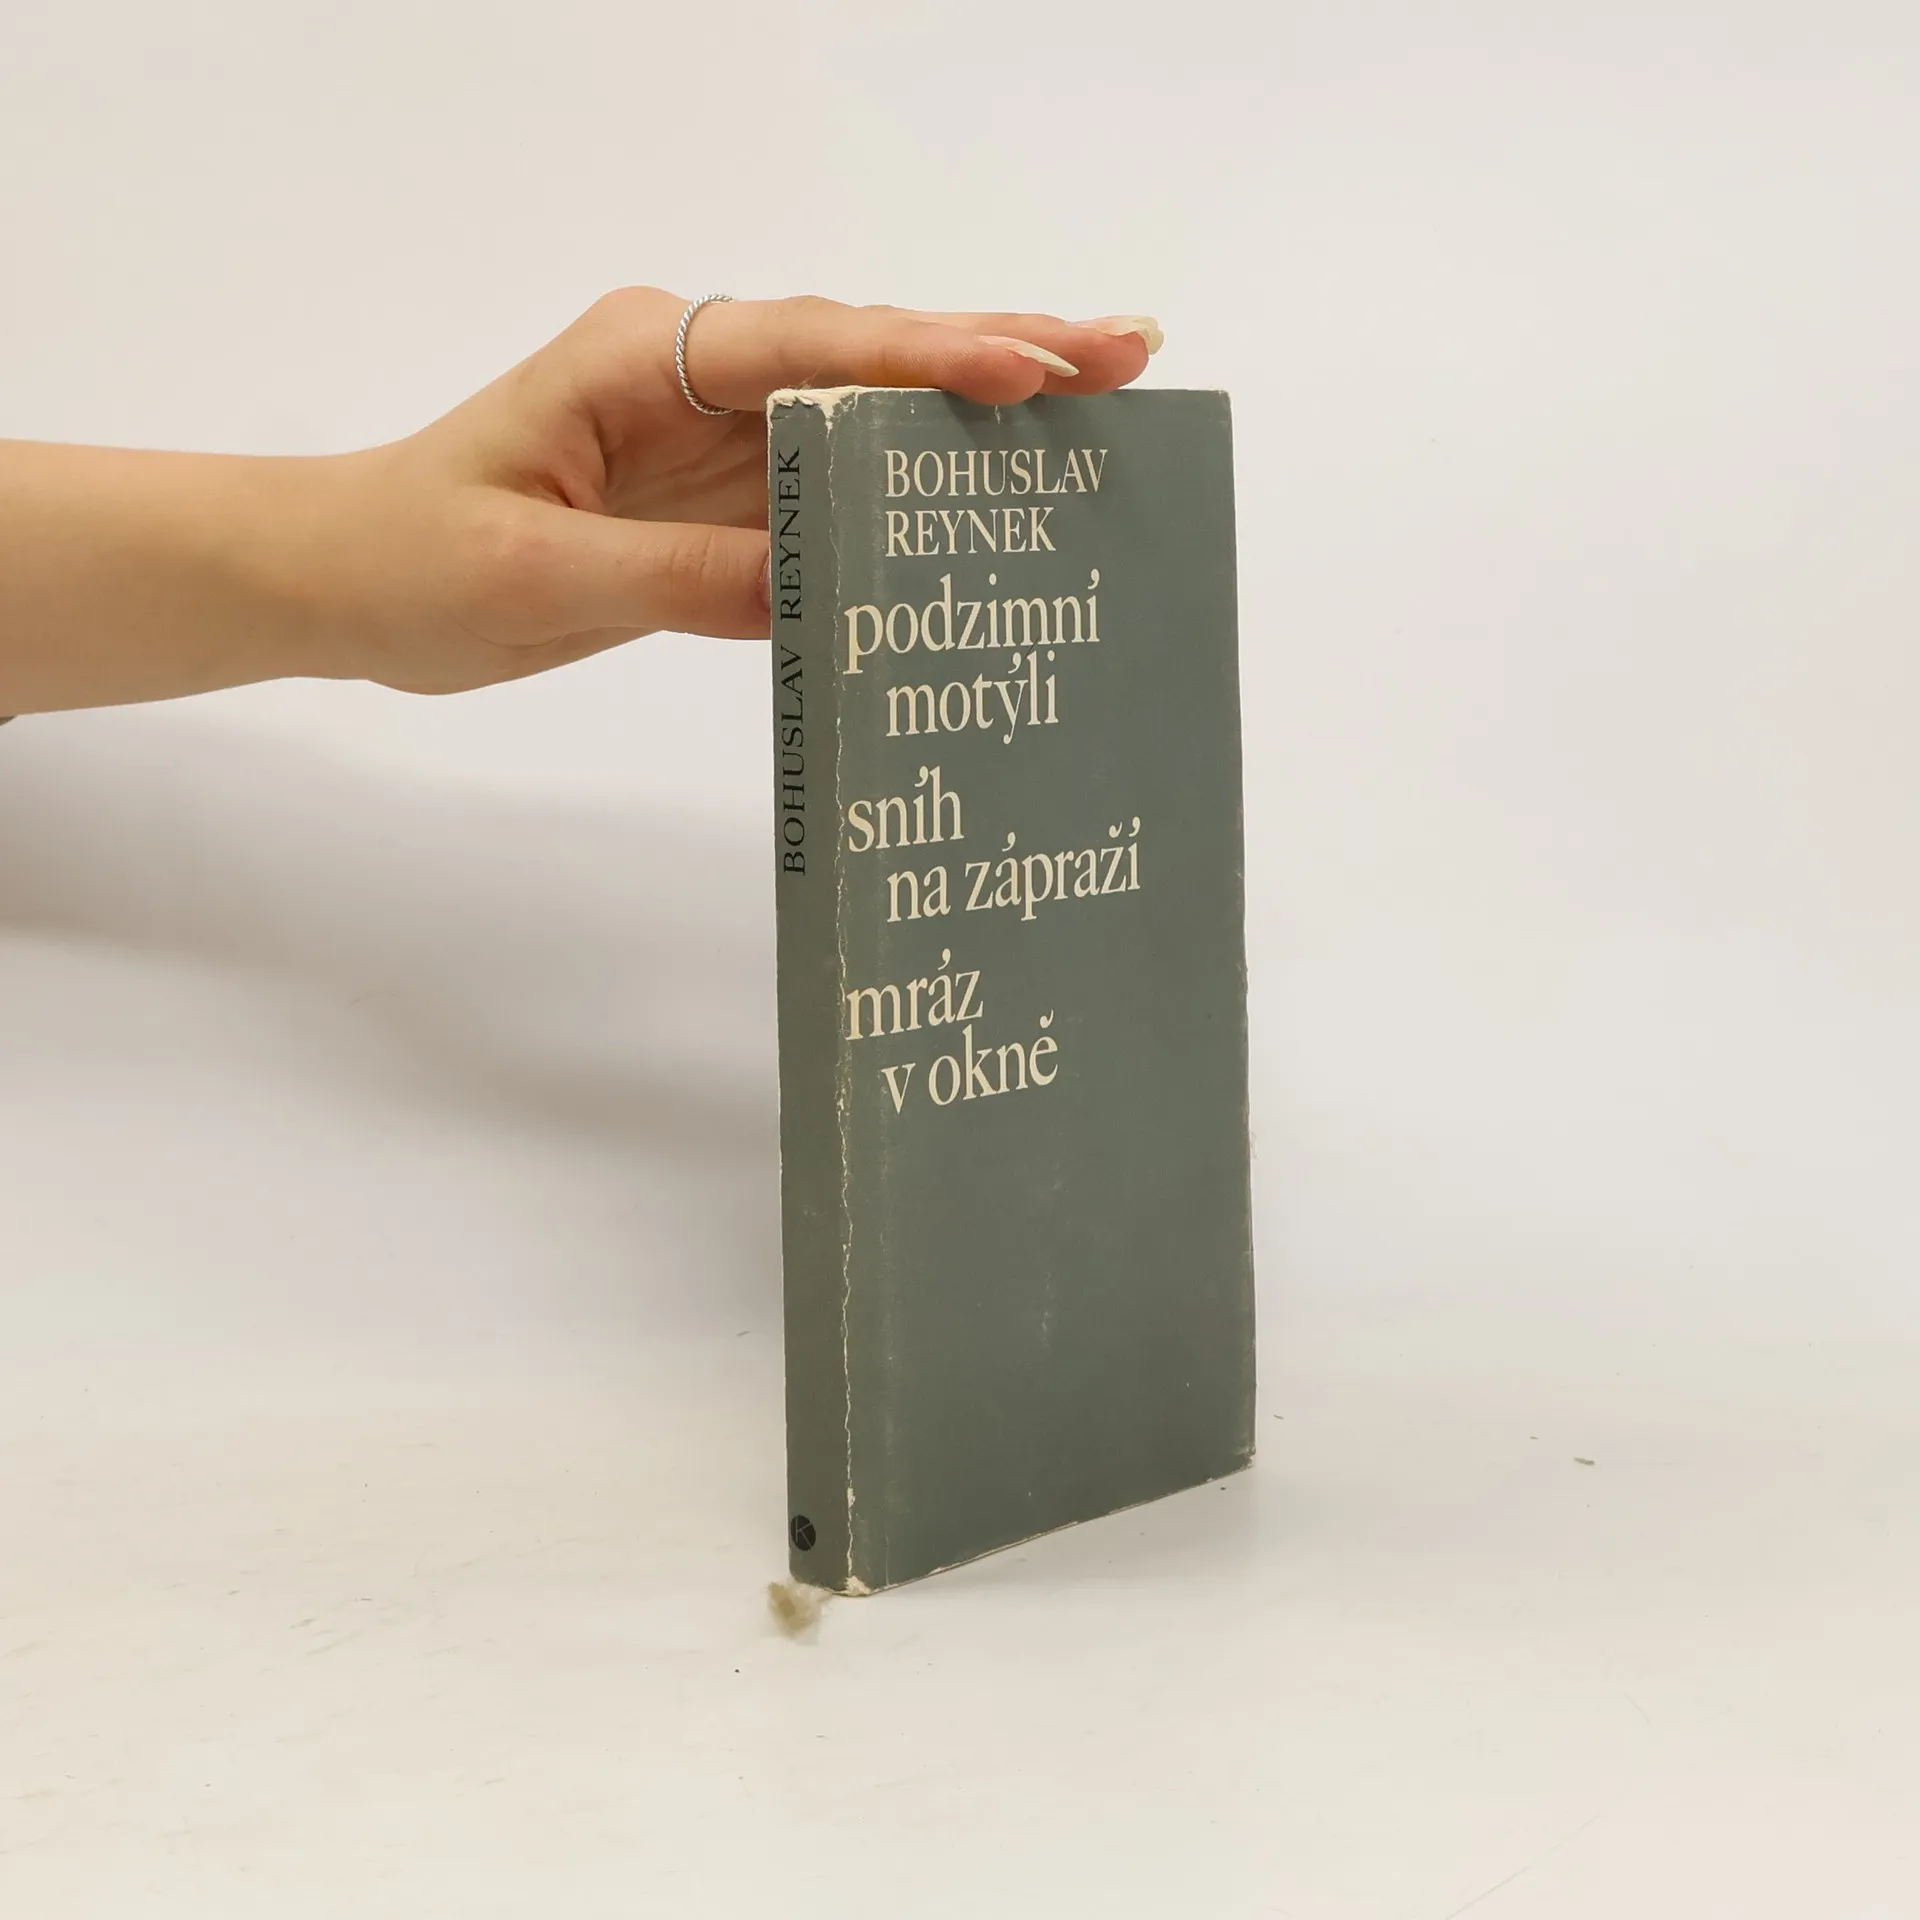 BOHUSLAV REYNEK
BOHUSLAV
REYNEK
podzimní
motýli
sníh
na zápraží
mráz
v okně
K